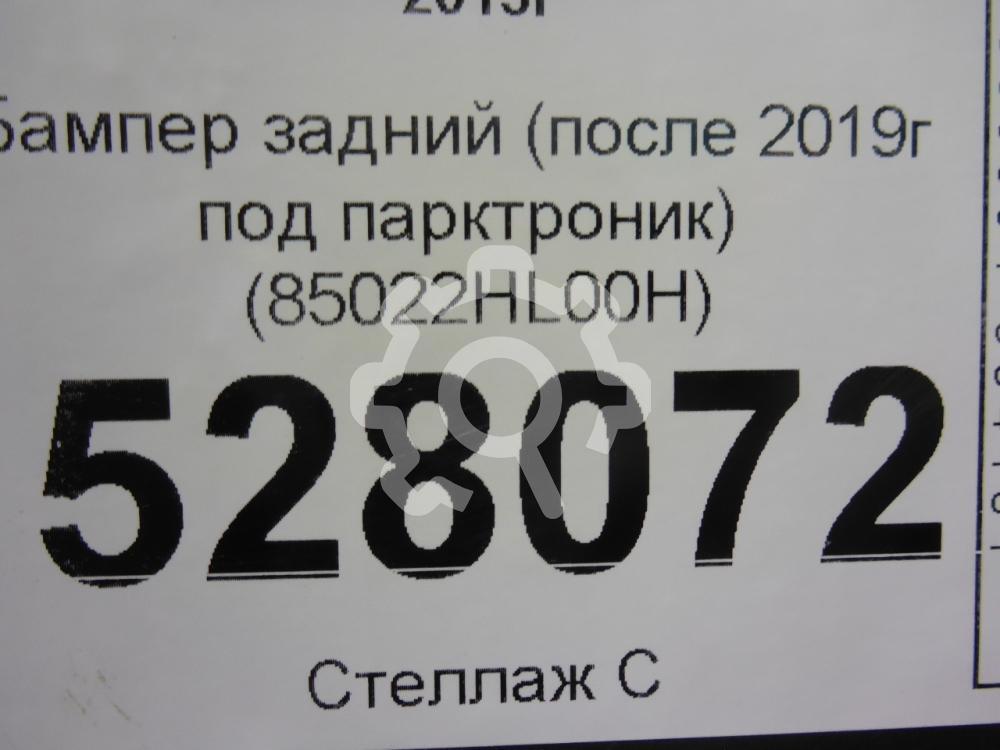 Бампер задний (после 2019г
под парктроник)
(85022HL00H)
528072
Стеллаж С